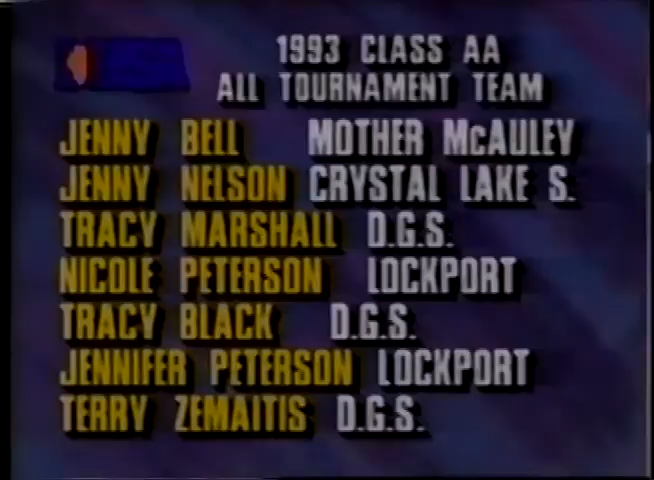 1993 CLASS AA
ALL TOURNAMENT TEAM
JENNY BELL MOTHER McAULEY
JENNY NELSON CRYSTAL LAKE S.
TRACY MARSHALL D.G.S.
NICOLE PETERSON LOCKPORT
TRACY BLACK D.G.S.
JENNIFER PETERSON LOCKPORT
TERRY ZEMAITIS D.G.S.